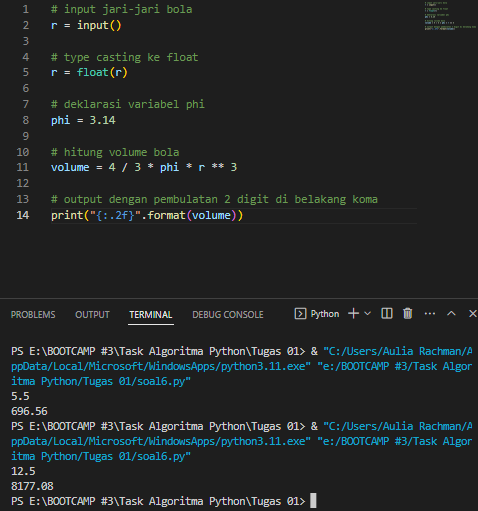 1 # input jari-jari bola
2 r = input()
3
4 # type casting ke float
5 r = float(r)
6
7 # deklarasi variabel phi
8 phi = 3.14
9
10 # hitung volume bola
11 volume = 4 / 3 * phi * r ** 3
12
13 # output dengan pembulatan 2 digit di belakang koma
14 print("{:.2f}".format(volume))
PROBLEMS OUTPUT TERMINAL DEBUG CONSOLE Python
PS E:\BOOTCAMP #3\Task Algoritma Python\Tugas 01> & "C:/Users/Aulia Rachman/A
ppData/Local/Microsoft/WindowsApps/python3.11.exe" "e:/BOOTCAMP #3/Task Algor
itma Python/Tugas 01/soal6.py"
5.5
696.56
PS E:\BOOTCAMP #3\Task Algoritma Python\Tugas 01> & "C:/Users/Aulia Rachman/A
ppData/Local/Microsoft/WindowsApps/python3.11.exe" "e:/BOOTCAMP #3/Task Algor
itma Python/Tugas 01/soal6.py"
12.5
8177.08
PS E:\BOOTCAMP #3\Task Algoritma Python\Tugas 01>